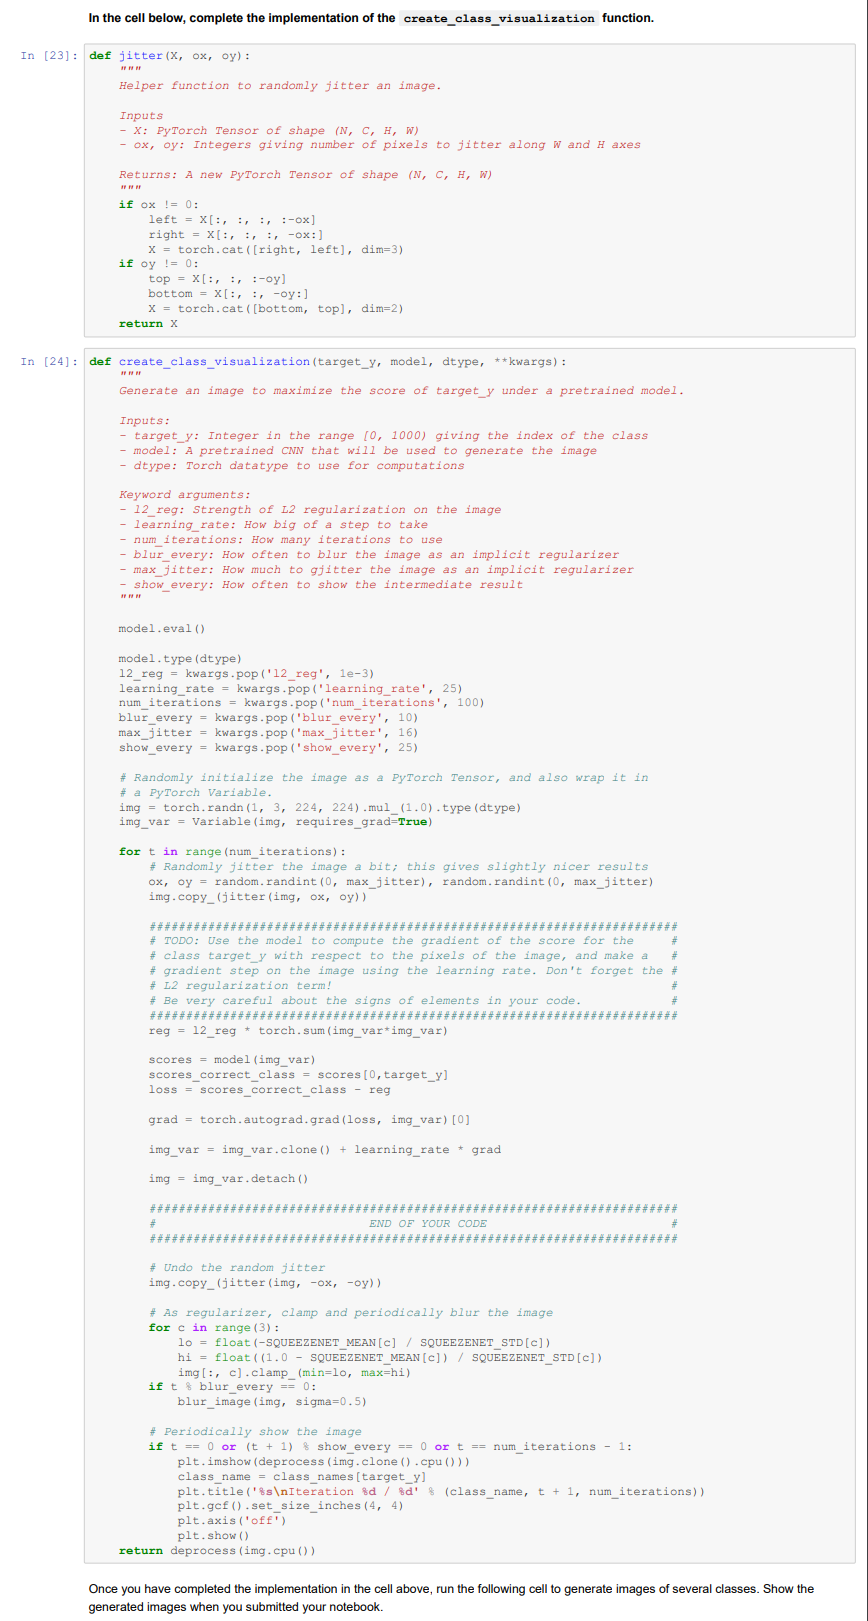 In the cell below, complete the implementation of the create_class_visualization function.
In [23]: def jitter(X, ox, oy):
    """
    Helper function to randomly jitter an image.

    Inputs
    - X: PyTorch Tensor of shape (N, C, H, W)
    - ox, oy: Integers giving number of pixels to jitter along W and H axes

    Returns: A new PyTorch Tensor of shape (N, C, H, W)
    """
    if ox != 0:
        left = X[:, :, :, :-ox]
        right = X[:, :, :, -ox:]
        X = torch.cat([right, left], dim=3)
    if oy != 0:
        top = X[:, :, :-oy]
        bottom = X[:, :, -oy:]
        X = torch.cat([bottom, top], dim=2)
    return X
In [24]: def create_class_visualization(target_y, model, dtype, **kwargs):
    """
    Generate an image to maximize the score of target_y under a pretrained model.

    Inputs:
    - target_y: Integer in the range [0, 1000) giving the index of the class
    - model: A pretrained CNN that will be used to generate the image
    - dtype: Torch datatype to use for computations

    Keyword arguments:
    - l2_reg: Strength of L2 regularization on the image
    - learning_rate: How big of a step to take
    - num_iterations: How many iterations to use
    - blur_every: How often to blur the image as an implicit regularizer
    - max_jitter: How much to gjitter the image as an implicit regularizer
    - show_every: How often to show the intermediate result
    """

    model.eval()

    model.type(dtype)
    l2_reg = kwargs.pop('l2_reg', 1e-3)
    learning_rate = kwargs.pop('learning_rate', 25)
    num_iterations = kwargs.pop('num_iterations', 100)
    blur_every = kwargs.pop('blur_every', 10)
    max_jitter = kwargs.pop('max_jitter', 16)
    show_every = kwargs.pop('show_every', 25)

    # Randomly initialize the image as a PyTorch Tensor, and also wrap it in
    # a PyTorch Variable.
    img = torch.randn(1, 3, 224, 224).mul_(1.0).type(dtype)
    img_var = Variable(img, requires_grad=True)

    for t in range(num_iterations):
        # Randomly jitter the image a bit; this gives slightly nicer results
        ox, oy = random.randint(0, max_jitter), random.randint(0, max_jitter)
        img.copy_(jitter(img, ox, oy))

        ########################################################################
        # TODO: Use the model to compute the gradient of the score for the     #
        # class target_y with respect to the pixels of the image, and make a   #
        # gradient step on the image using the learning rate. Don't forget the #
        # L2 regularization term!                                              #
        # Be very careful about the signs of elements in your code.            #
        ########################################################################
        reg = l2_reg * torch.sum(img_var*img_var)

        scores = model(img_var)
        scores_correct_class = scores[0,target_y]
        loss = scores_correct_class - reg

        grad = torch.autograd.grad(loss, img_var)[0]

        img_var = img_var.clone() + learning_rate * grad

        img = img_var.detach()

        ########################################################################
        #                             END OF YOUR CODE                         #
        ########################################################################

        # Undo the random jitter
        img.copy_(jitter(img, -ox, -oy))

        # As regularizer, clamp and periodically blur the image
        for c in range(3):
            lo = float(-SQUEEZENET_MEAN[c] / SQUEEZENET_STD[c])
            hi = float((1.0 - SQUEEZENET_MEAN[c]) / SQUEEZENET_STD[c])
            img[:, c].clamp_(min=lo, max=hi)
        if t % blur_every == 0:
            blur_image(img, sigma=0.5)

        # Periodically show the image
        if t == 0 or (t + 1) % show_every == 0 or t == num_iterations - 1:
            plt.imshow(deprocess(img.clone().cpu()))
            class_name = class_names[target_y]
            plt.title('%s\nIteration %d / %d' % (class_name, t + 1, num_iterations))
            plt.gcf().set_size_inches(4, 4)
            plt.axis('off')
            plt.show()
    return deprocess(img.cpu())
Once you have completed the implementation in the cell above, run the following cell to generate images of several classes. Show the
generated images when you submitted your notebook.